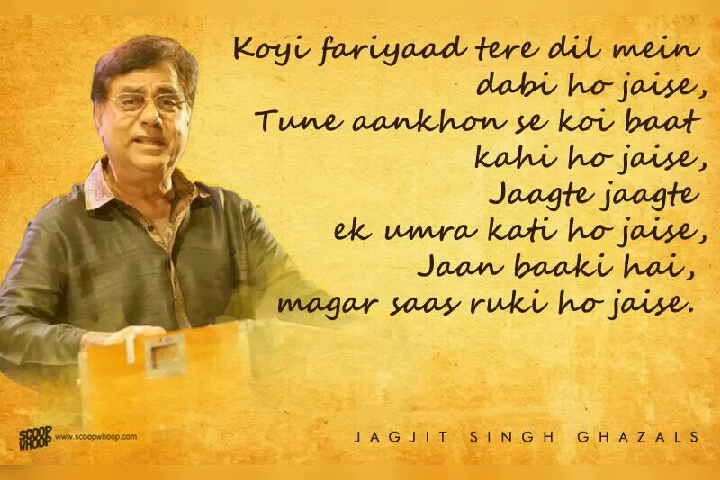 Koyi fariyaad tere dil mein
dabi ho jaise,
Tune aankhon se koi baat
kahi ho jaise,
Jaagte jaagte
ek umra kati ho jaise,
Jaan baaki hai,
magar saas ruki ho jaise.
SCOOP
WHOOP
www.scoopwhoop.com
JAGJIT SINGH GHAZALS